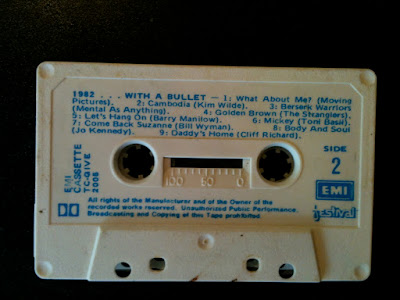 1982 . . . WITH A BULLET — 1: What About Me? (Moving
Pictures). 2: Cambodia (Kim Wilde). 3: Berserk Warriors
(Mental As Anything). 4: Golden Brown (The Stranglers).
5: Let's Hang On (Barry Manilow). 6: Mickey (Toni Basil).
7: Come Back Suzanne (Bill Wyman). 8: Body And Soul
(Jo Kennedy). 9: Daddy's Home (Cliff Richard).
SIDE
2
EMI
CASSETTE
TC-GIVE
2005
100 50 0
EMI
festival
All rights of the Manufacturer and of the Owner of the
recorded works reserved. Unauthorized Public Performance,
Broadcasting and Copying of this Tape prohibited.